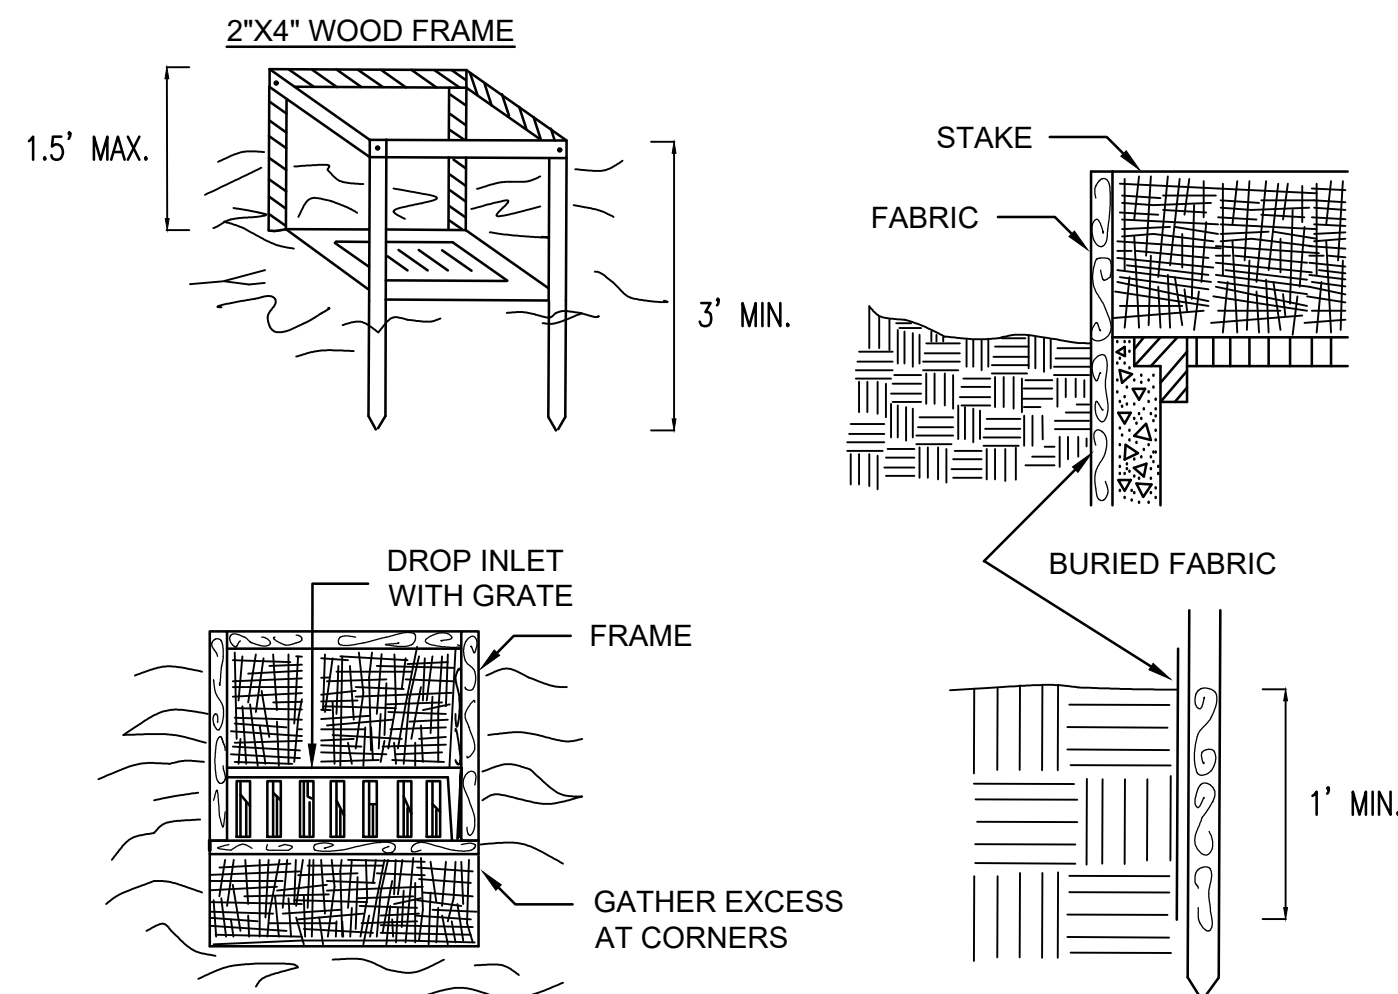 2"X4" WOOD FRAME
1.5' MAX.
3' MIN.
STAKE
FABRIC
BURIED FABRIC
1' MIN.
DROP INLET
WITH GRATE
FRAME
GATHER EXCESS
AT CORNERS